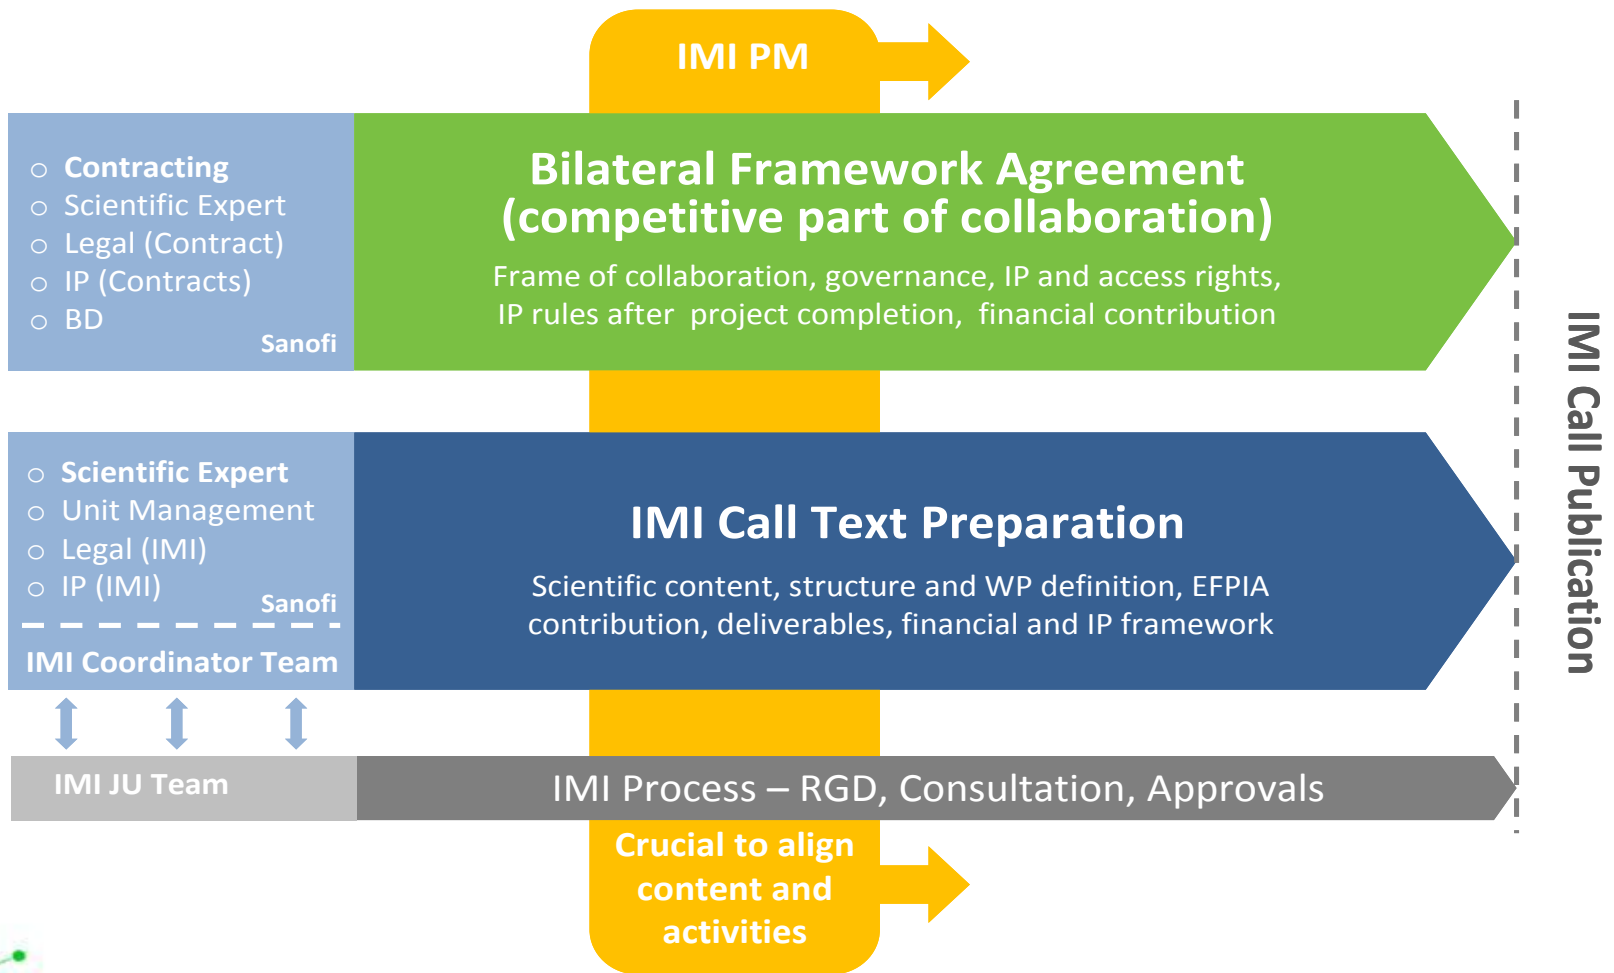 IMI PM
Contracting
Scientific Expert
Legal (Contract)
IP (Contracts)
BD
Sanofi
Bilateral Framework Agreement
(competitive part of collaboration)
Frame of collaboration, governance, IP and access rights,
IP rules after project completion, financial contribution
Scientific Expert
Unit Management
Legal (IMI)
IP (IMI)
Sanofi
IMI Coordinator Team
IMI Call Text Preparation
Scientific content, structure and WP definition, EFPIA
contribution, deliverables, financial and IP framework
IMI JU Team
IMI Process – RGD, Consultation, Approvals
Crucial to align
content and
activities
IMI Call Publication